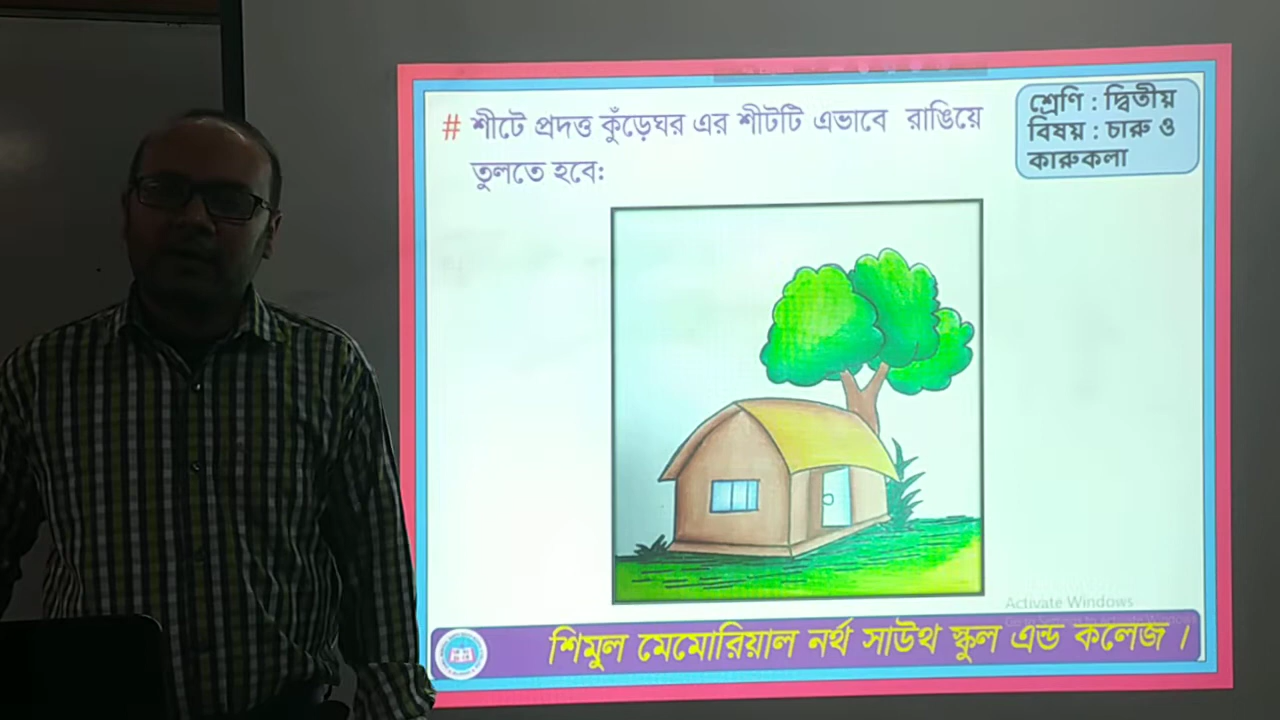 # শীটে প্রদত্ত কুঁড়েঘর এর শীটটি এভাবে রাঙিয়ে
তুলতে হবে:
শ্রেণি : দ্বিতীয়
বিষয় : চারু ও
কারুকলা
Activate Windows
শিমুল মেমোরিয়াল নর্থ সাউথ স্কুল এন্ড কলেজ ।